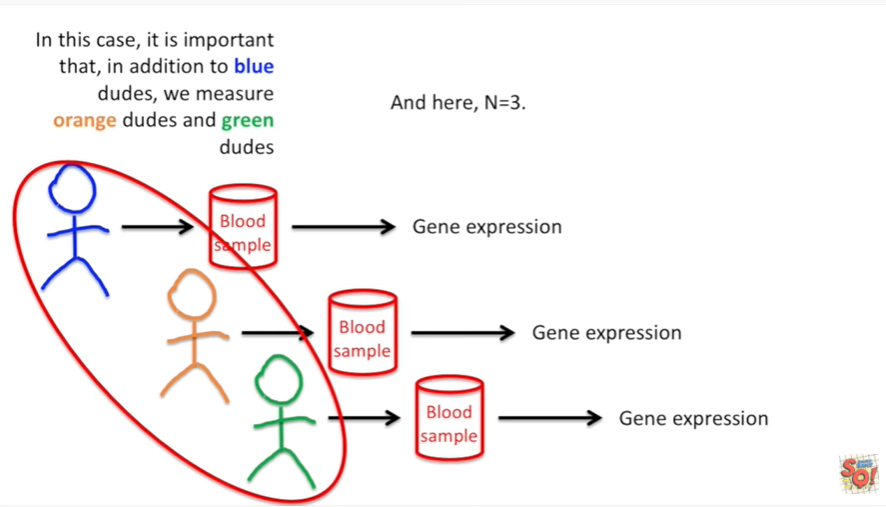 In this case, it is important
that, in addition to blue
dudes, we measure
orange dudes and green
dudes
And here, N=3.
Blood
sample
Gene expression
Blood
sample
Gene expression
Blood
sample
Gene expression
SO!